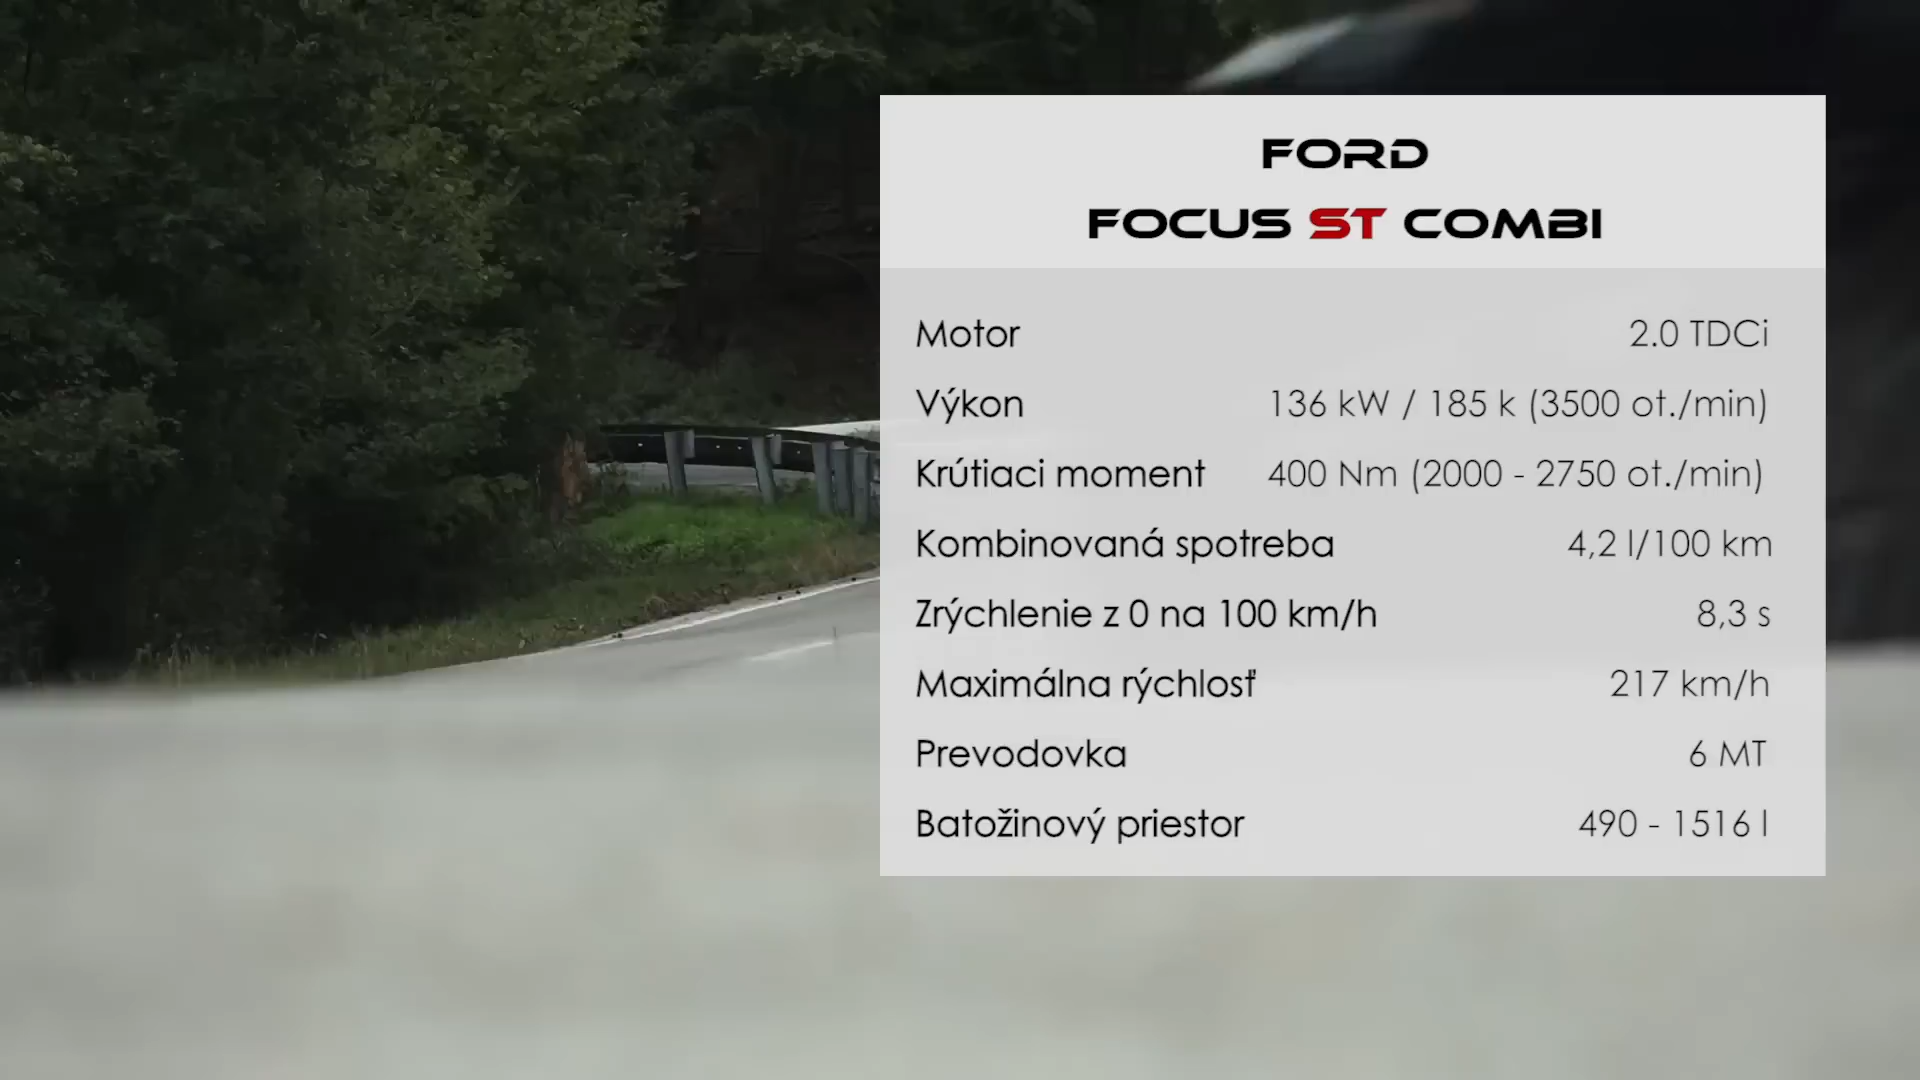 FORD
FOCUS ST COMBI
Motor 2.0 TDCi
Výkon 136 kW / 185 k (3500 ot./min)
Krútiaci moment 400 Nm (2000 - 2750 ot./min)
Kombinovaná spotreba 4,2 l/100 km
Zrýchlenie z 0 na 100 km/h 8,3 s
Maximálna rýchlosť 217 km/h
Prevodovka 6 MT
Batožinový priestor 490 - 1516 l